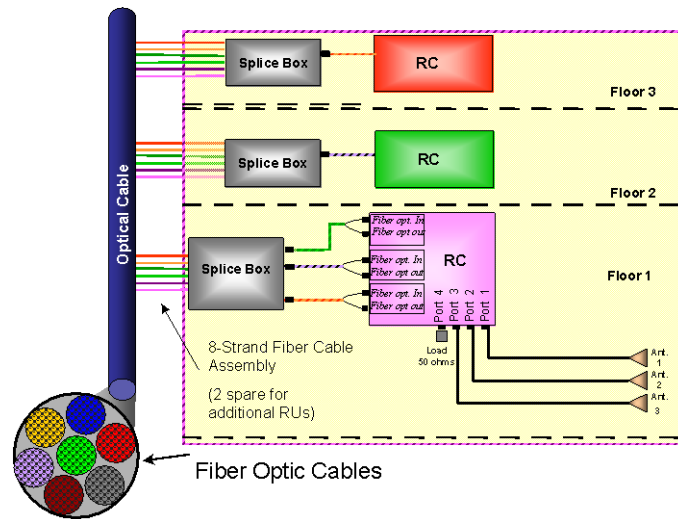 Splice Box
RC
Floor 3
Splice Box
RC
Floor 2
Optical Cable
Splice Box
Fiber opt. In
Fiber opt out
Fiber opt. In
Fiber opt out
Fiber opt. In
Fiber opt out
RC
Floor 1
Port 4
Port 3
Port 2
Port 1
Load
50 ohms
Ant.
1
Ant.
2
Ant.
3
8-Strand Fiber Cable
Assembly
(2 spare for
additional RUs)
Fiber Optic Cables